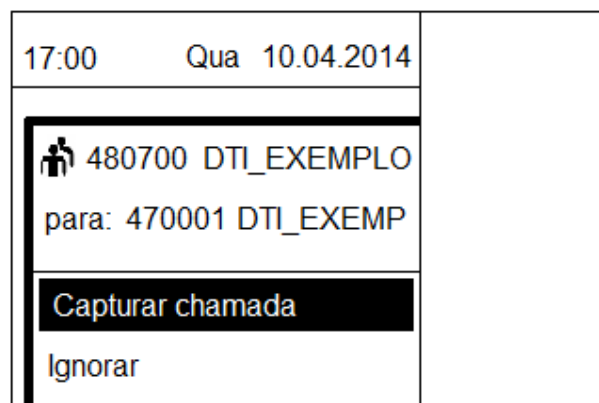 17:00 Qua 10.04.2014
480700 DTI_EXEMPLO
para: 470001 DTI_EXEMP
Capturar chamada
Ignorar